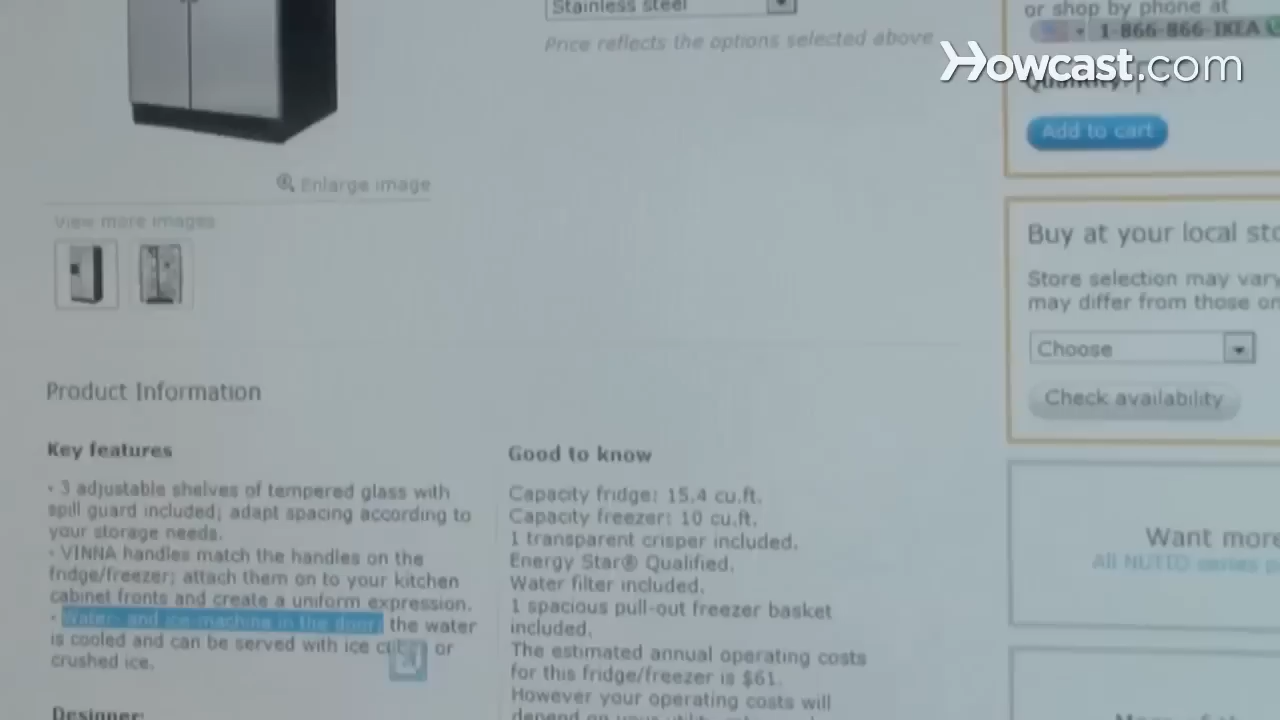 Stainless steel
Price reflects the options selected above
or shop by phone at
1-866-866-IKEA
Howcast.com
Quantity:
Add to cart
Enlarge image
View more images
Buy at your local sto
Store selection may vary
may differ from those on
Choose
Check availability
Product Information
Key features
• 3 adjustable shelves of tempered glass with
spill guard included; adapt spacing according to
your storage needs.
• VINNA handles match the handles on the
fridge/freezer; attach them on to your kitchen
cabinet fronts and create a uniform expression.
• Water- and ice-machine in the door; the water
is cooled and can be served with ice or
crushed ice.
Designer:
Good to know
Capacity fridge: 15.4 cu.ft.
Capacity freezer: 10 cu.ft.
1 transparent crisper included.
Energy Star® Qualified.
Water filter included.
1 spacious pull-out freezer basket
included.
The estimated annual operating costs
for this fridge/freezer is $61.
However your operating costs will
depend on your
Want more
All NUTID series p